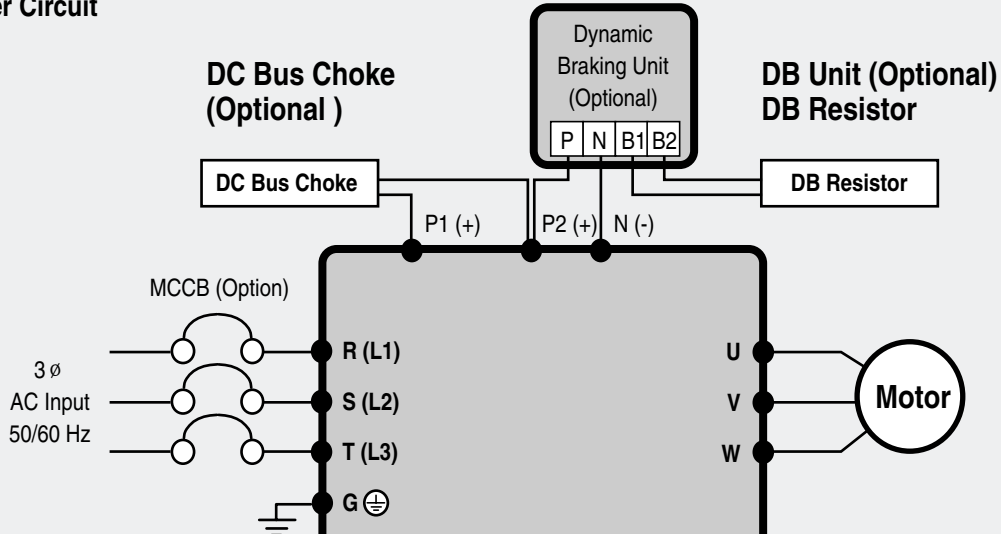 er Circuit
Dynamic
Braking Unit
(Optional)
P N B1 B2
DC Bus Choke
(Optional )
DB Unit (Optional)
DB Resistor
DC Bus Choke
DB Resistor
P1 (+)
P2 (+)
N (-)
MCCB (Option)
3 ø
AC Input
50/60 Hz
R (L1)
S (L2)
T (L3)
G
U
V
W
Motor